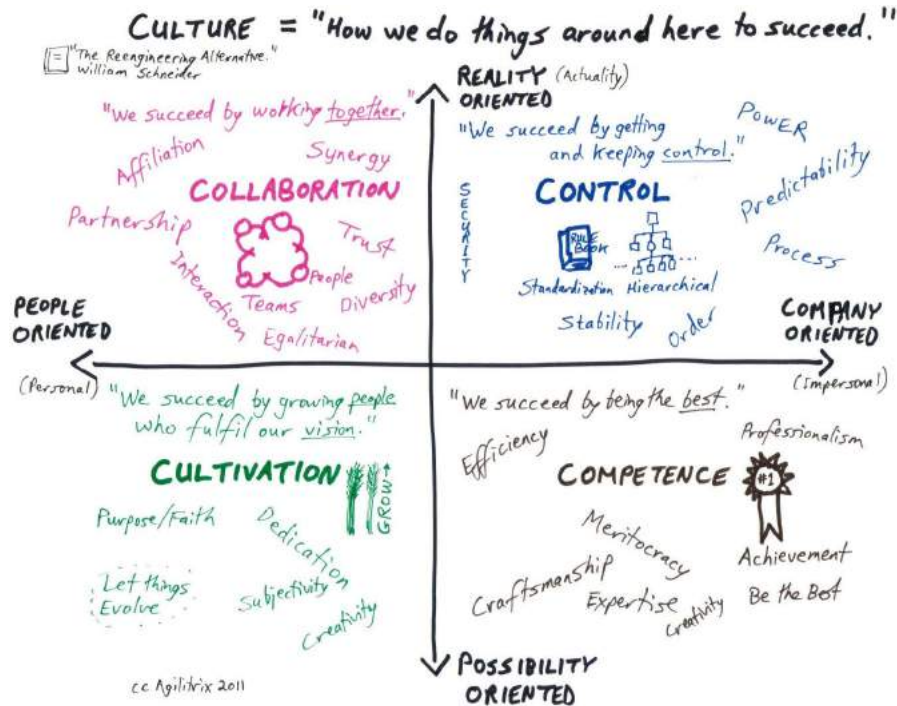 CULTURE = "How we do things around here to succeed."
"The Reengineering Alternative."
William Schneider
REALITY (Actuality)
ORIENTED
"We succeed by working together."
Affiliation
Synergy
COLLABORATION
Partnership
Trust
People
Interaction
Teams
Diversity
Egalitarian
"We succeed by getting
and keeping control."
POWER
SECURITY
CONTROL
Predictability
RULE
BOOK
Process
Standardization
Hierarchical
Stability
Order
PEOPLE
ORIENTED
(Personal)
COMPANY
ORIENTED
(Impersonal)
"We succeed by growing people
who fulfil our vision."
CULTIVATION
GROW
Purpose/Faith
Dedication
Let things
Evolve
Subjectivity
Creativity
"We succeed by being the best."
Efficiency
Professionalism
COMPETENCE
#1
Meritocracy
Craftsmanship
Expertise
Creativity
Achievement
Be the Best
POSSIBILITY
ORIENTED
cc Agilitrix 2011